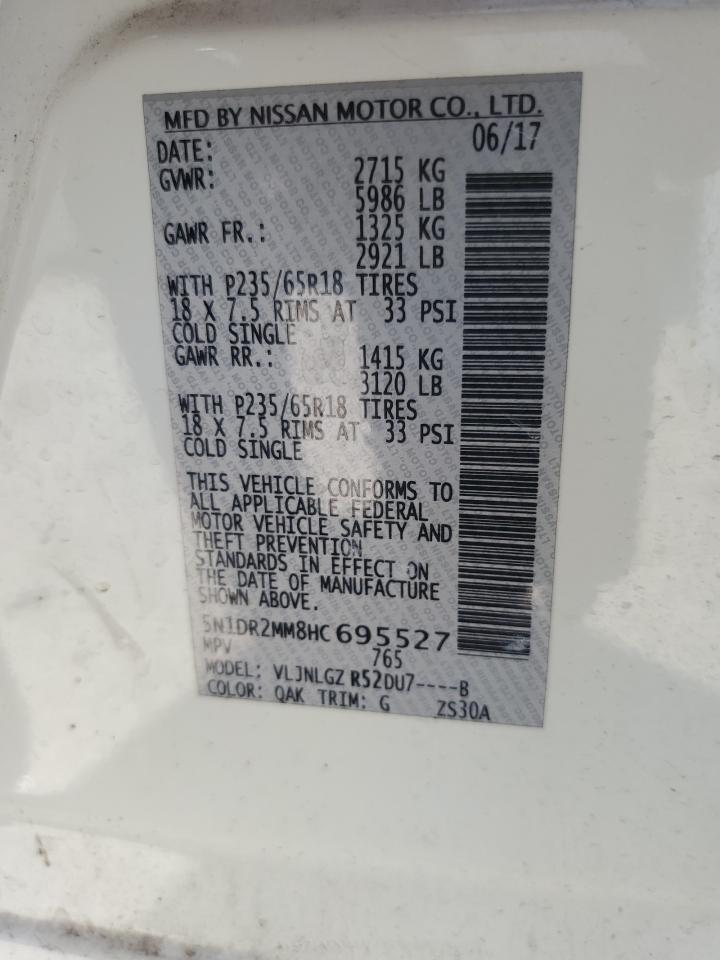 MFD BY NISSAN MOTOR CO., LTD.
DATE: 06/17
GVWR: 2715 KG
5986 LB
GAWR FR.: 1325 KG
2921 LB
WITH P235/65R18 TIRES
18 X 7.5 RIMS AT 33 PSI
COLD SINGLE
GAWR RR.: 1415 KG
3120 LB
WITH P235/65R18 TIRES
18 X 7.5 RIMS AT 33 PSI
COLD SINGLE
THIS VEHICLE CONFORMS TO
ALL APPLICABLE FEDERAL
MOTOR VEHICLE SAFETY AND
THEFT PREVENTION
STANDARDS IN EFFECT ON
THE DATE OF MANUFACTURE
SHOWN ABOVE.
5N1DR2MM8HC695527
MPV 765
MODEL: VLJNLGZ R52DU7----B
COLOR: QAK TRIM: G ZS30A